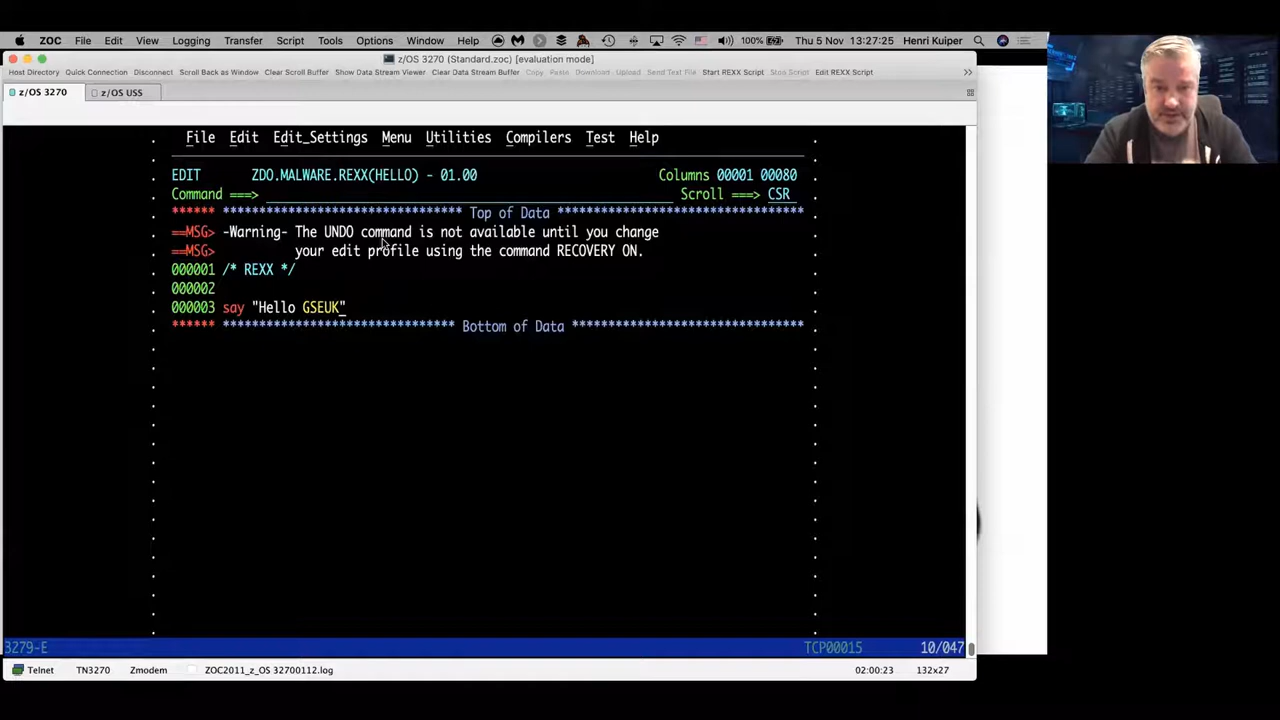 ZOC File Edit View Logging Transfer Script Tools Options Window Help 100% Thu 5 Nov 13:27:25 Henri Kuiper
z/OS 3270 (Standard.zoc) [evaluation mode]
Host Directory Quick Connection Disconnect Scroll Back as Window Clear Scroll Buffer Show Data Stream Viewer Clear Data Stream Buffer Copy Paste Download Upload Send Text File Start REXX Script Stop Script Edit REXX Script »
z/OS 3270 z/OS USS
. File Edit Edit_Settings Menu Utilities Compilers Test Help .
. EDIT ZDO.MALWARE.REXX(HELLO) - 01.00 Columns 00001 00080 .
. Command ===> Scroll ===> CSR .
. ****** ********************************* Top of Data ********************************** .
. ==MSG> -Warning- The UNDO command is not available until you change .
. ==MSG> your edit profile using the command RECOVERY ON. .
. 000001 /* REXX */ .
. 000002 .
. 000003 say "Hello GSEUK" .
. ****** ******************************** Bottom of Data ******************************** .
3279-E TCP00015 10/047
Telnet TN3270 Zmodem ZOC2011_z_OS 32700112.log 02:00:23 132x27